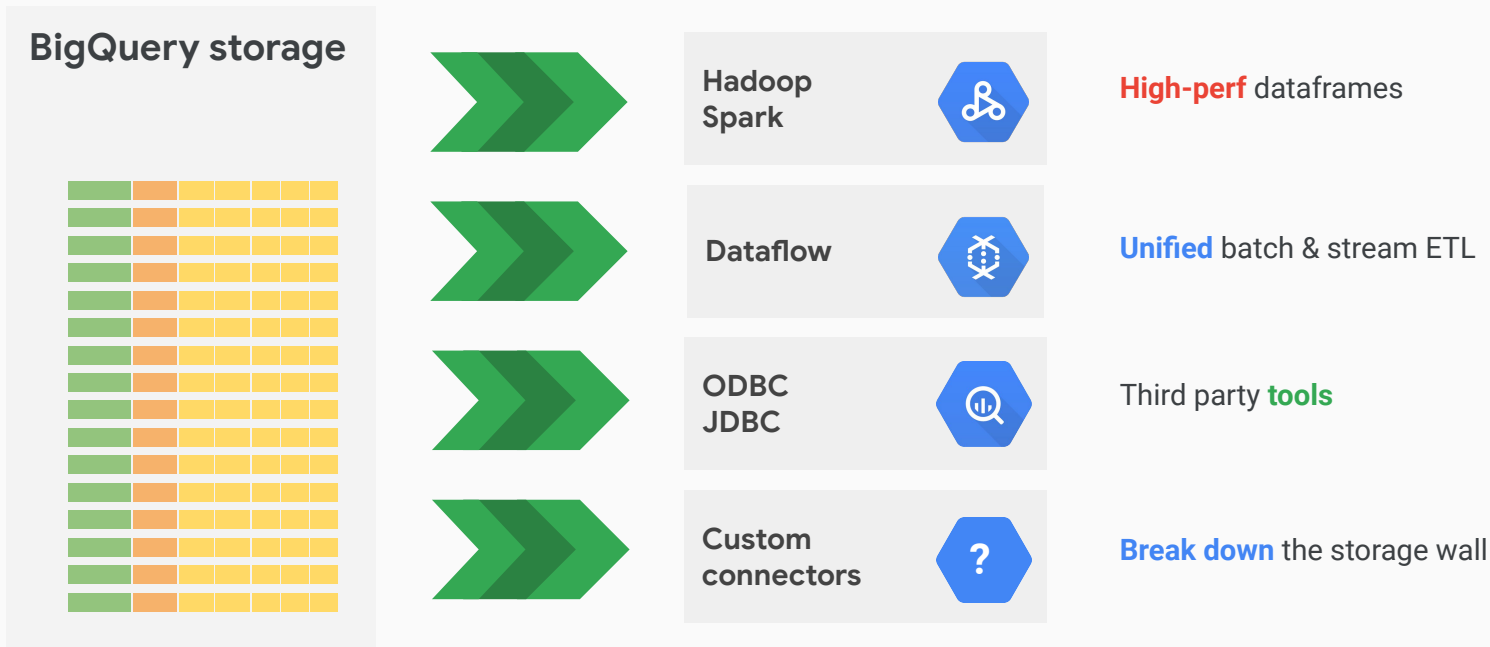 BigQuery storage
Hadoop
Spark
High-perf dataframes
Dataflow
Unified batch & stream ETL
ODBC
JDBC
Third party tools
Custom
connectors
?
Break down the storage wall